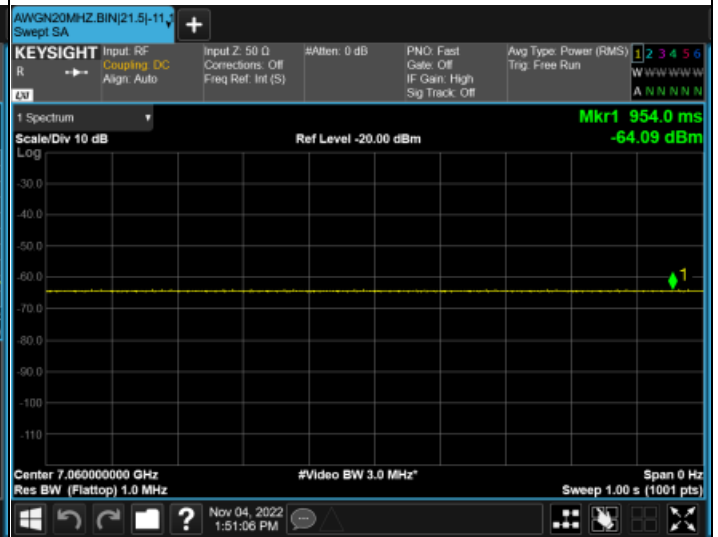 AWGN20MHZ.BIN|21.5|-11.1
Swept SA
KEYSIGHT
R
LXI
Input: RF
Coupling: DC
Align: Auto
Input Z: 50 Ω
Corrections: Off
Freq Ref: Int (S)
#Atten: 0 dB
PNO: Fast
Gate: Off
IF Gain: High
Sig Track: Off
Avg Type: Power (RMS)
Trig: Free Run
1 2 3 4 5 6
W W W W W W
A N N N N N
1 Spectrum
Scale/Div 10 dB
Log
Ref Level -20.00 dBm
Mkr1 954.0 ms
-64.09 dBm
-30.0
-40.0
-50.0
-60.0
-70.0
-80.0
-90.0
-100
-110
1
Center 7.060000000 GHz
Res BW (Flattop) 1.0 MHz
#Video BW 3.0 MHz*
Span 0 Hz
Sweep 1.00 s (1001 pts)
?
Nov 04, 2022
1:51:06 PM